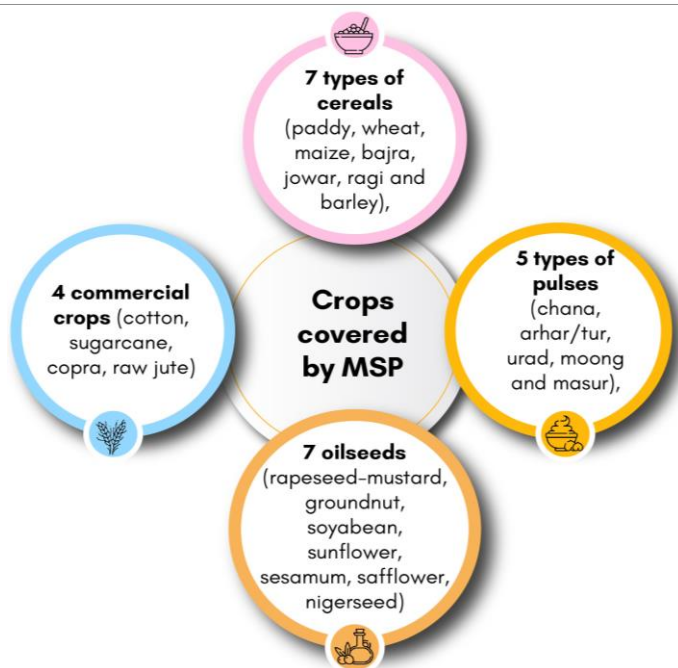 7 types of
cereals
(paddy, wheat,
maize, bajra,
jowar, ragi and
barley),
4 commercial
crops (cotton,
sugarcane,
copra, raw jute)
Crops
covered
by MSP
5 types of
pulses
(chana,
arhar/tur,
urad, moong
and masur),
7 oilseeds
(rapeseed-mustard,
groundnut,
soyabean,
sunflower,
sesamum, safflower,
nigerseed)